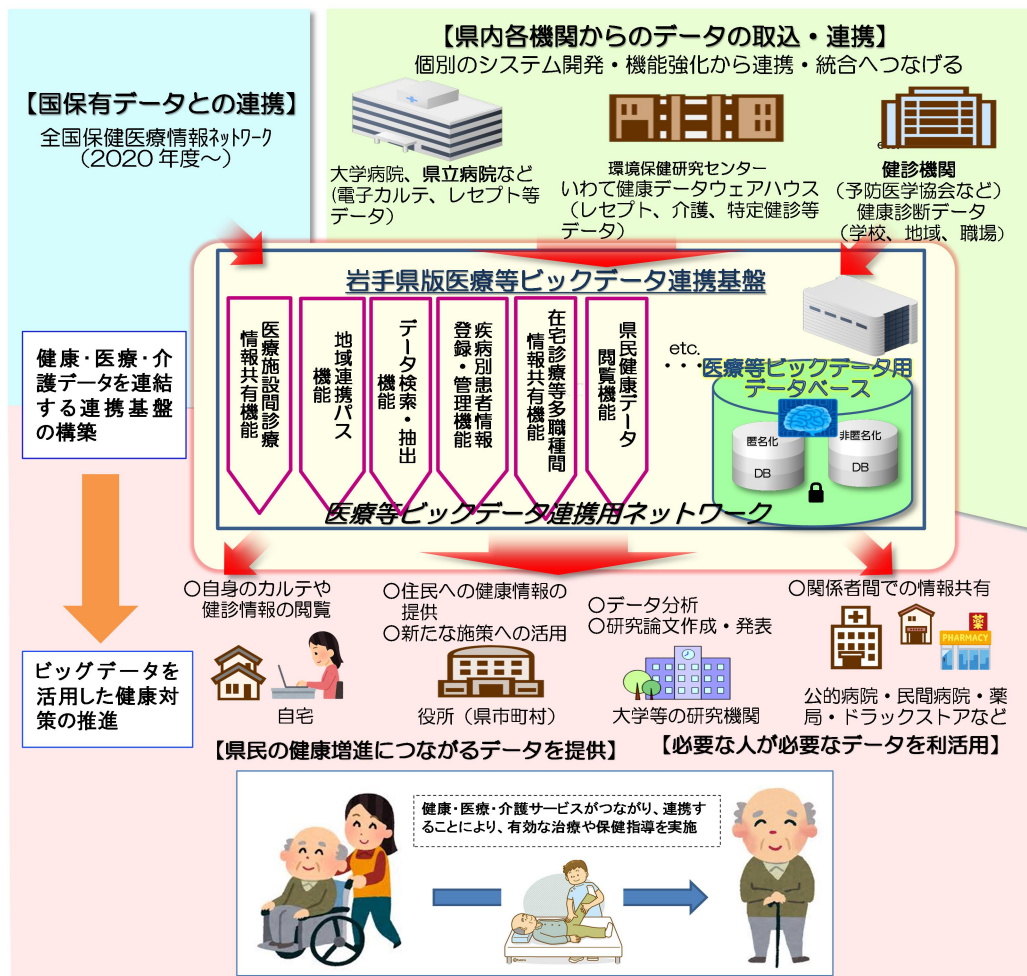 【国保有データとの連携】
全国保健医療情報ネットワーク
（2020 年度～）
【県内各機関からのデータの取込・連携】
個別のシステム開発・機能強化から連携・統合へつなげる
大学病院、県立病院など
(電子カルテ、レセプト等
データ）
環境保健研究センター
いわて健康データウェアハウス
（レセプト、介護、特定健診等
データ）
健診機関
（予防医学協会など）
健康診断データ
（学校、地域、職場）
岩手県版医療等ビックデータ連携基盤
医療施設間診療
情報共有機能
地域連携パス
機能
データ検索・抽出
機能
疾病別患者情報
登録・管理機能
在宅診療等多職種間
情報共有機能
県民健康データ
閲覧機能
etc.
・・・
医療等ビックデータ用
データベース
匿名化
DB
非匿名化
DB
医療等ビックデータ連携用ネットワーク
健康・医療・介
護データを連結
する連携基盤
の構築
ビッグデータを
活用した健康対
策の推進
○自身のカルテや
健診情報の閲覧
自宅
○住民への健康情報の
提供
○新たな施策への活用
役所（県市町村）
○データ分析
○研究論文作成・発表
大学等の研究機関
○関係者間での情報共有
薬
PHARMACY
公的病院・民間病院・薬
局・ドラックストアなど
【県民の健康増進につながるデータを提供】
【必要な人が必要なデータを利活用】
健康・医療・介護サービスがつながり、連携す
ることにより、有効な治療や保健指導を実施